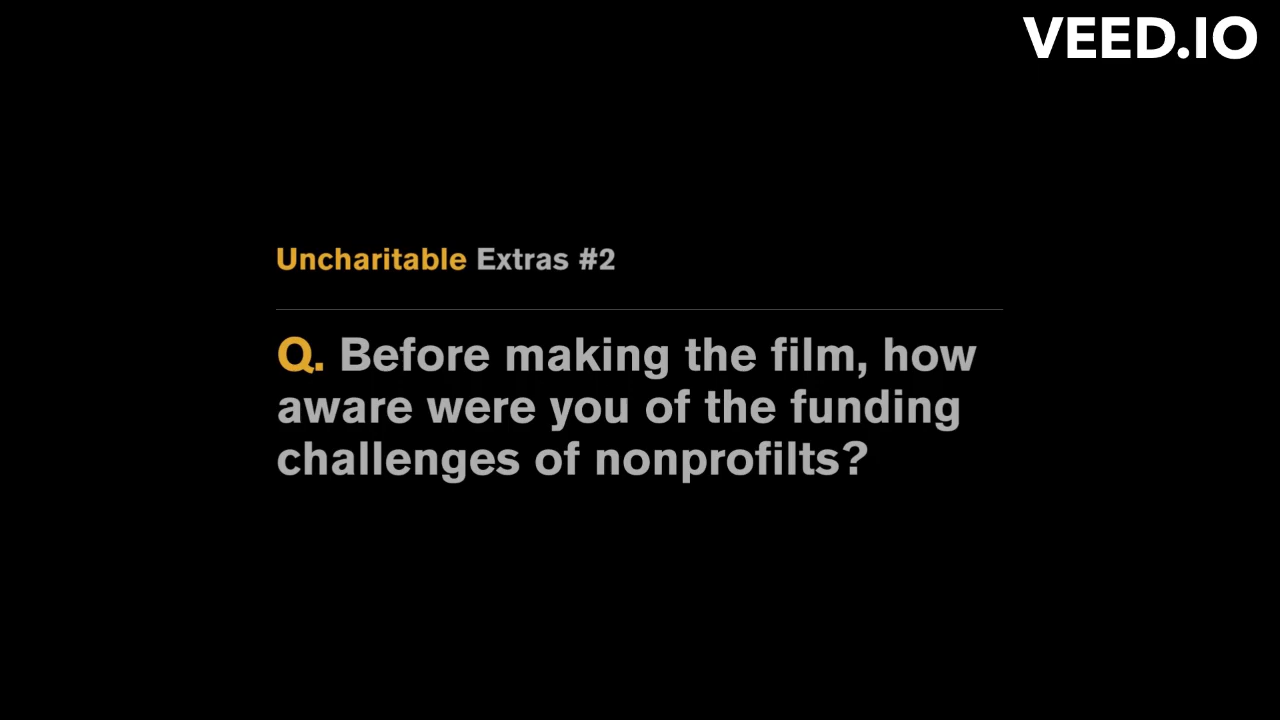 VEED.IO
Uncharitable Extras #2
Q. Before making the film, how
aware were you of the funding
challenges of nonprofilts?